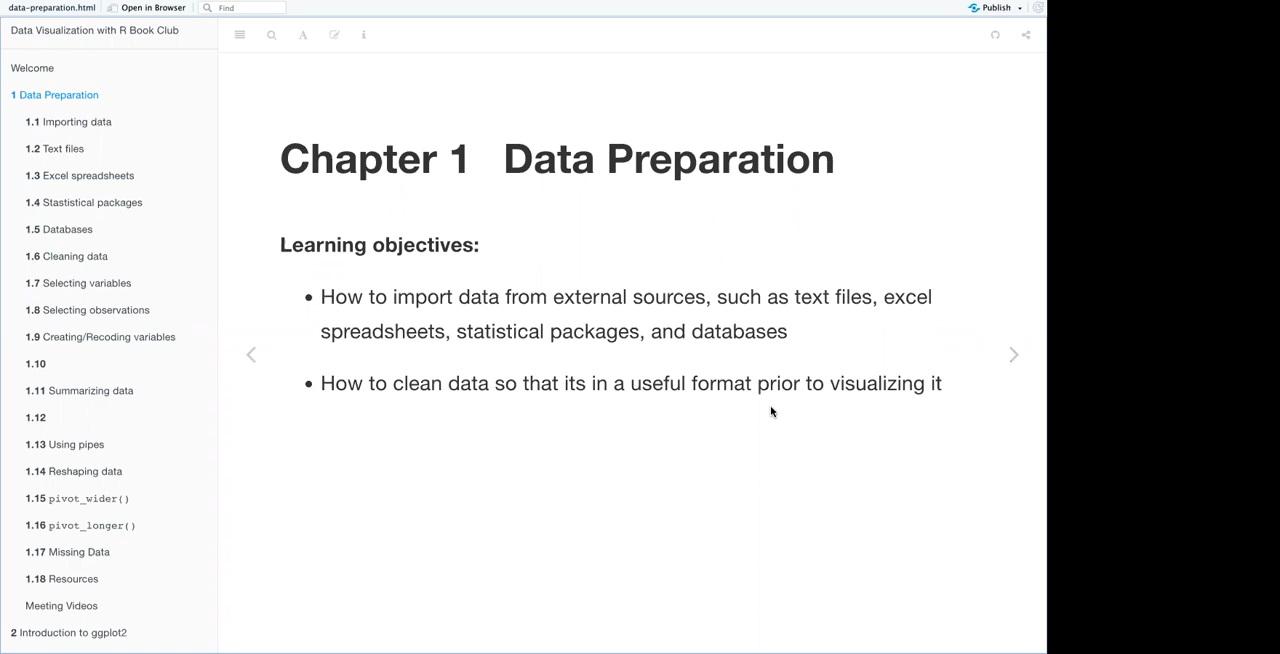 data-preparation.html Open in Browser Find Publish
Data Visualization with R Book Club
Welcome
1 Data Preparation
1.1 Importing data
1.2 Text files
1.3 Excel spreadsheets
1.4 Stastistical packages
1.5 Databases
1.6 Cleaning data
1.7 Selecting variables
1.8 Selecting observations
1.9 Creating/Recoding variables
1.10
1.11 Summarizing data
1.12
1.13 Using pipes
1.14 Reshaping data
1.15 pivot_wider()
1.16 pivot_longer()
1.17 Missing Data
1.18 Resources
Meeting Videos
2 Introduction to ggplot2
Chapter 1 Data Preparation
Learning objectives:
• How to import data from external sources, such as text files, excel
spreadsheets, statistical packages, and databases
• How to clean data so that its in a useful format prior to visualizing it